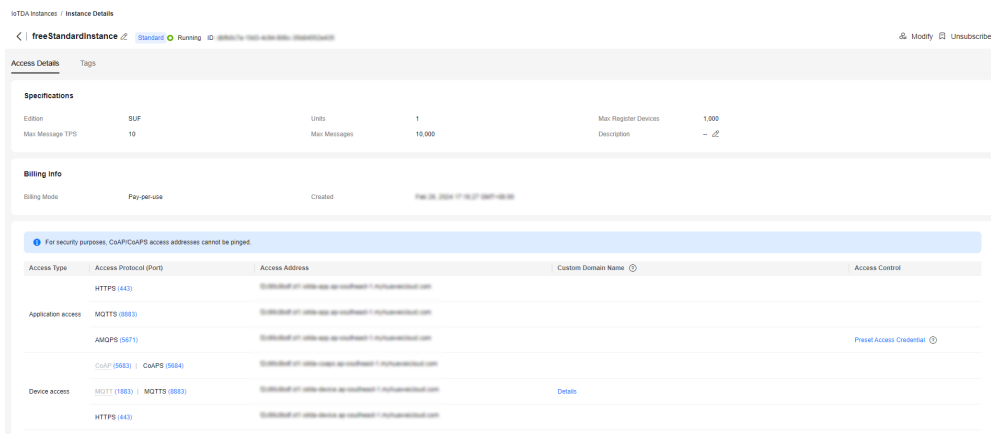 IoTDA Instances / Instance Details
freeStandardInstance Standard Running ID: Modify Unsubscribe
Access Details Tags
Specifications
Edition SUF Units 1 Max Register Devices 1,000
Max Message TPS 10 Max Messages 10,000 Description --
Billing Info
Billing Mode Pay-per-use Created
For security purposes, CoAP/CoAPS access addresses cannot be pinged.
Access Type Access Protocol (Port) Access Address Custom Domain Name Access Control
HTTPS (443)
Application access MQTTS (8883)
AMQPS (5671) Preset Access Credential
CoAP (5683) | CoAPS (5684)
Device access MQTT (1883) | MQTTS (8883) Details
HTTPS (443)